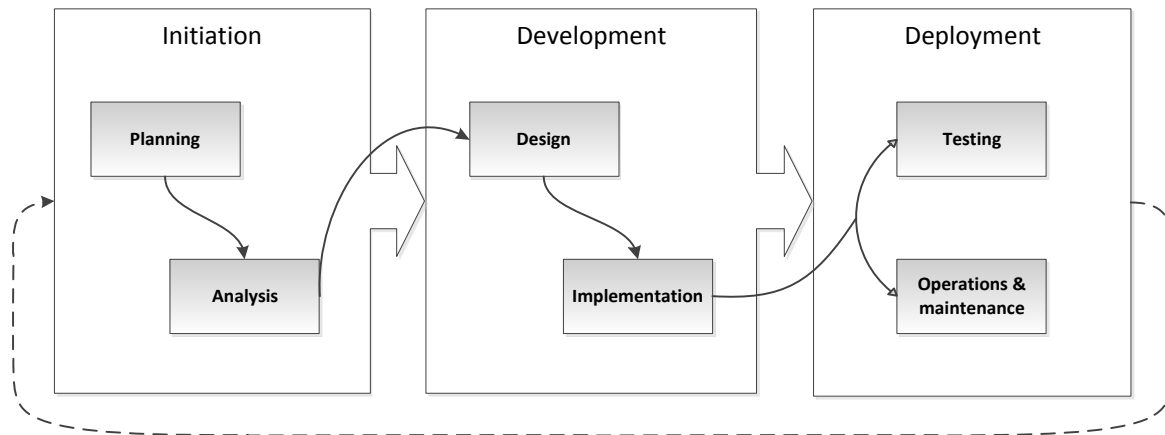 Initiation
Planning
Analysis
Development
Design
Implementation
Deployment
Testing
Operations &
maintenance